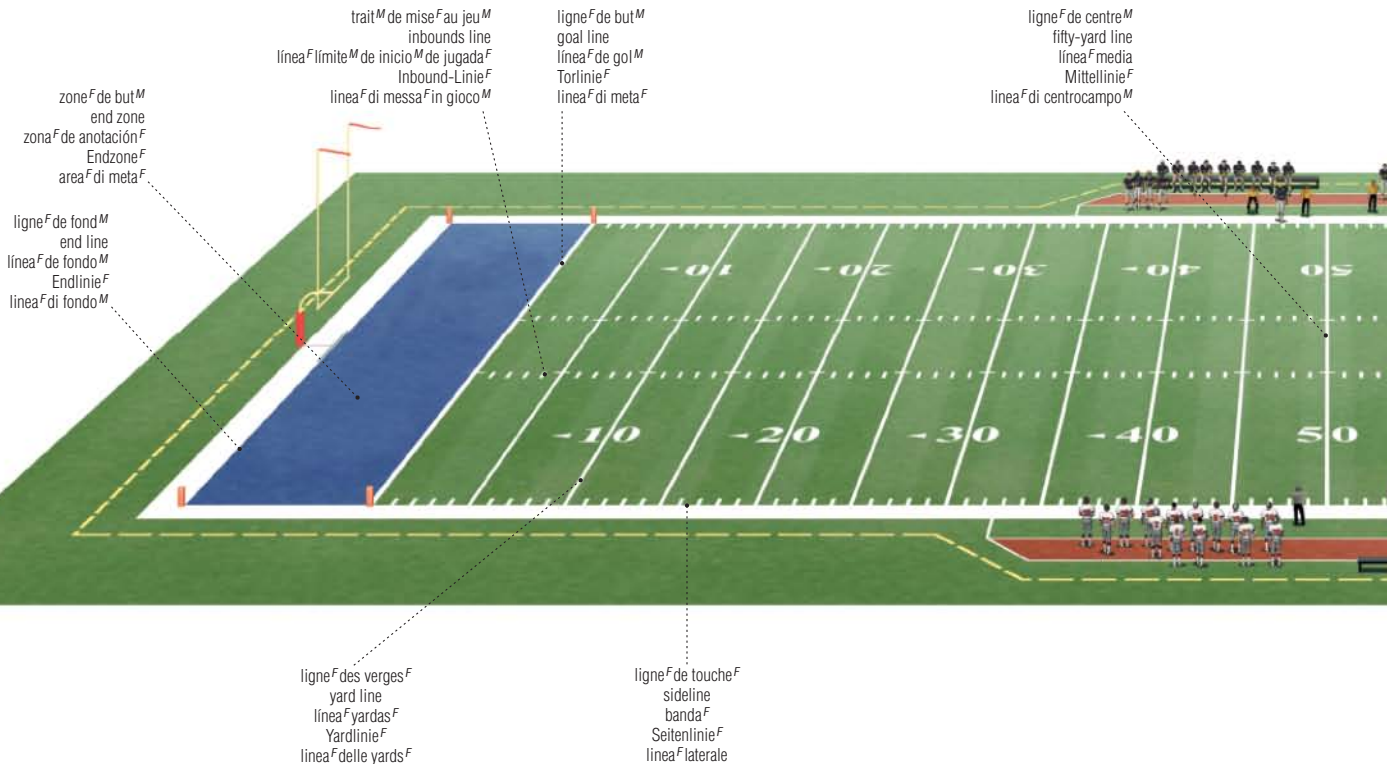 trait M de mise F au jeu M
inbounds line
línea F límite M de inicio M de jugada F
Inbound-Linie F
linea F di messa F in gioco M
ligne F de but M
goal line
línea F de gol M
Torlinie F
linea F di meta F
ligne F de centre M
fifty-yard line
línea F media
Mittellinie F
linea F di centrocampo M
zone F de but M
end zone
zona F de anotación F
Endzone F
area F di meta F
ligne F de fond M
end line
línea F de fondo M
Endlinie F
linea F di fondo M
10 20 30 40 50
10 20 30 40 50
ligne F des verges F
yard line
línea F yardas F
Yardlinie F
linea F delle yards F
ligne F de touche F
sideline
banda F
Seitenlinie F
linea F laterale